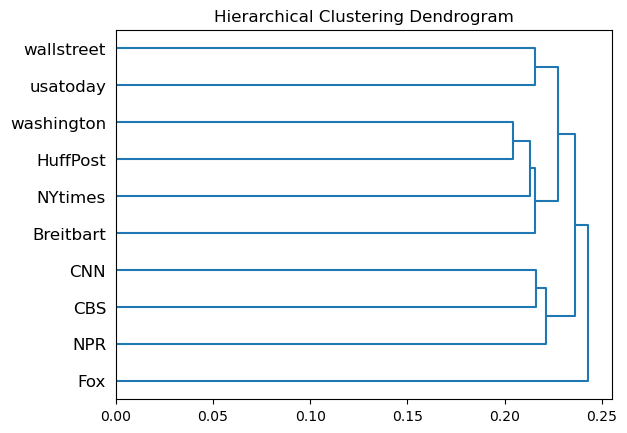 Hierarchical Clustering Dendrogram
wallstreet
usatoday
washington
HuffPost
NYtimes
Breitbart
CNN
CBS
NPR
Fox
0.00 0.05 0.10 0.15 0.20 0.25